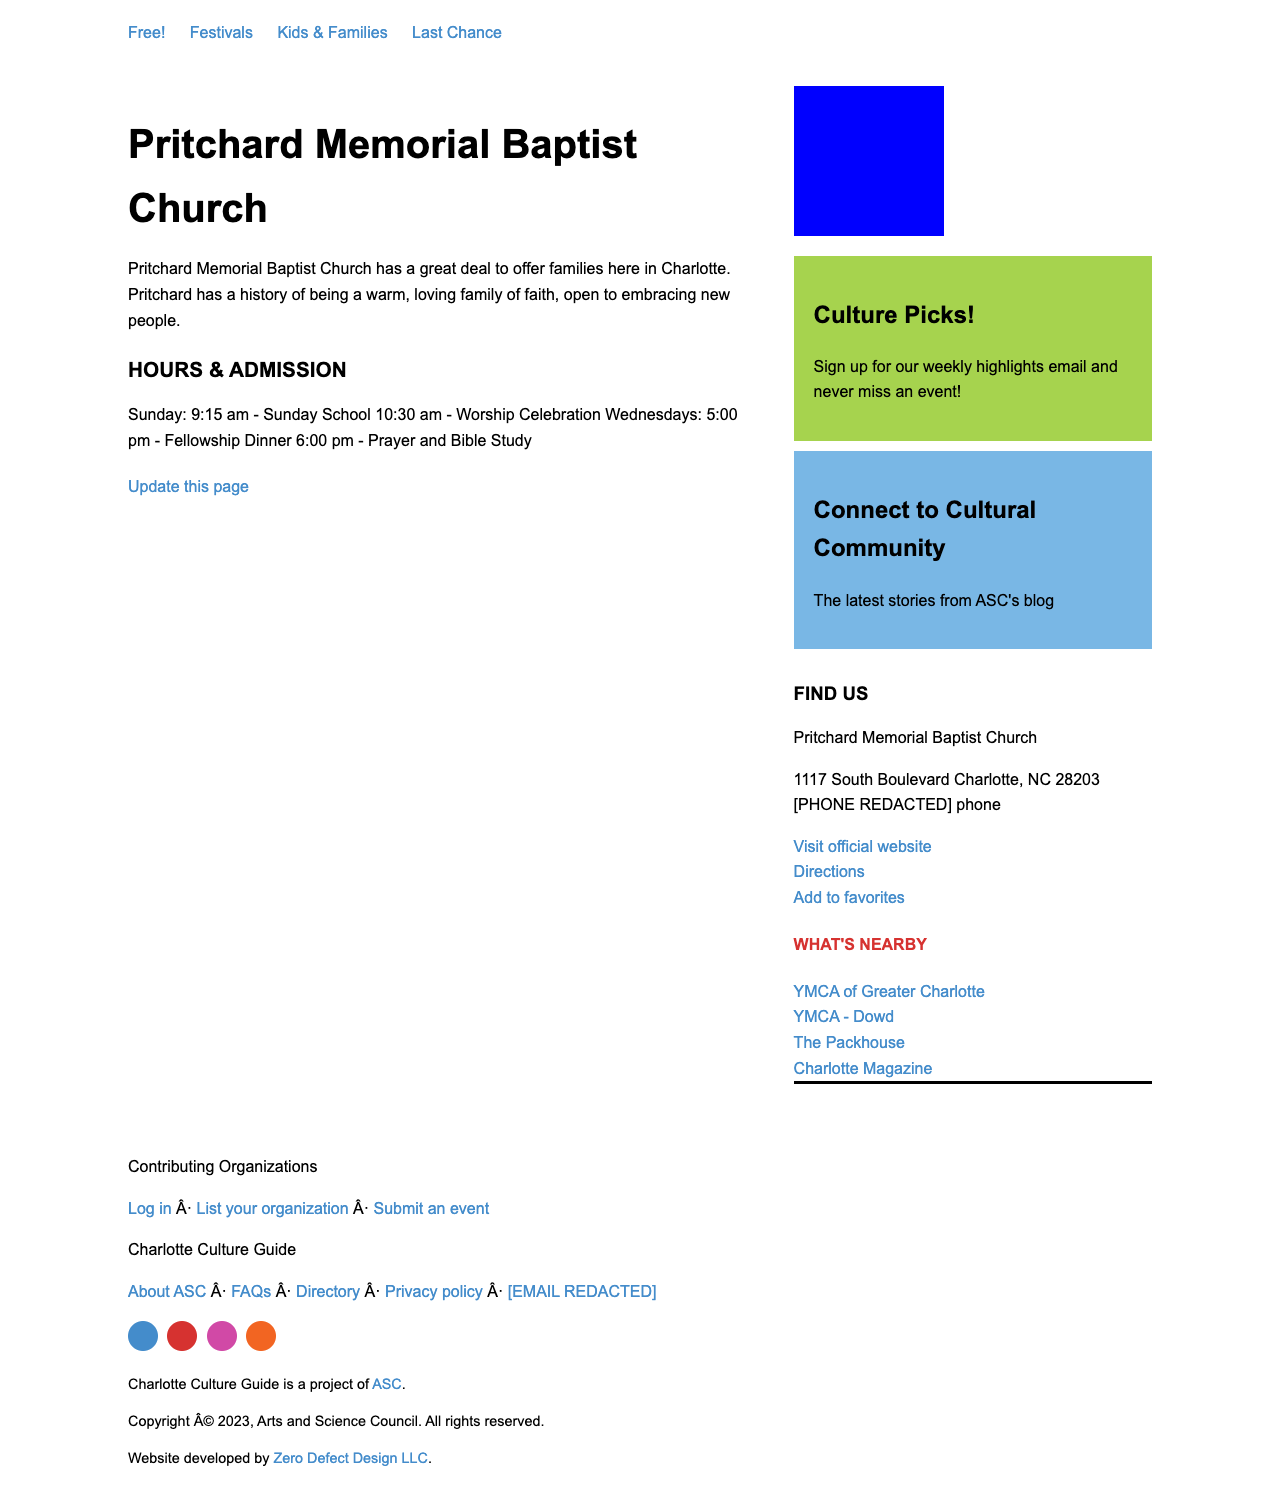 Free! Festivals Kids & Families Last Chance
Pritchard Memorial Baptist
Church
Pritchard Memorial Baptist Church has a great deal to offer families here in Charlotte.
Pritchard has a history of being a warm, loving family of faith, open to embracing new
people.
HOURS & ADMISSION
Sunday: 9:15 am - Sunday School 10:30 am - Worship Celebration Wednesdays: 5:00
pm - Fellowship Dinner 6:00 pm - Prayer and Bible Study
Update this page
Culture Picks!
Sign up for our weekly highlights email and
never miss an event!
Connect to Cultural
Community
The latest stories from ASC's blog
FIND US
Pritchard Memorial Baptist Church
1117 South Boulevard Charlotte, NC 28203
[PHONE REDACTED] phone
Visit official website
Directions
Add to favorites
WHAT'S NEARBY
YMCA of Greater Charlotte
YMCA - Dowd
The Packhouse
Charlotte Magazine
Contributing Organizations
Log in Â· List your organization Â· Submit an event
Charlotte Culture Guide
About ASC Â· FAQs Â· Directory Â· Privacy policy Â· [EMAIL REDACTED]
Charlotte Culture Guide is a project of ASC.
Copyright Â© 2023, Arts and Science Council. All rights reserved.
Website developed by Zero Defect Design LLC.